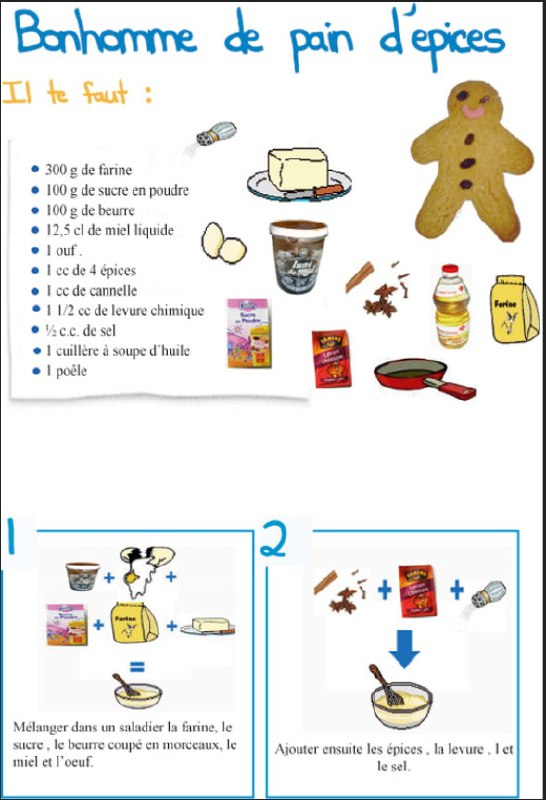 Bonhomme de pain d'épices
Il te faut :
300 g de farine
100 g de sucre en poudre
100 g de beurre
12,5 cl de miel liquide
1 ouf .
1 cc de 4 épices
1 cc de cannelle
1 1/2 cc de levure chimique
½ c.c. de sel
1 cuillère à soupe d'huile
1 poêle
Sucre
en Poudre
Levure
Chimique
Farine
1
Farine
+
+
+
+
=
Mélanger dans un saladier la farine, le
sucre , le beurre coupé en morceaux, le
miel et l'oeuf.
2
+
+
Ajouter ensuite les épices , la levure , l et
le sel.